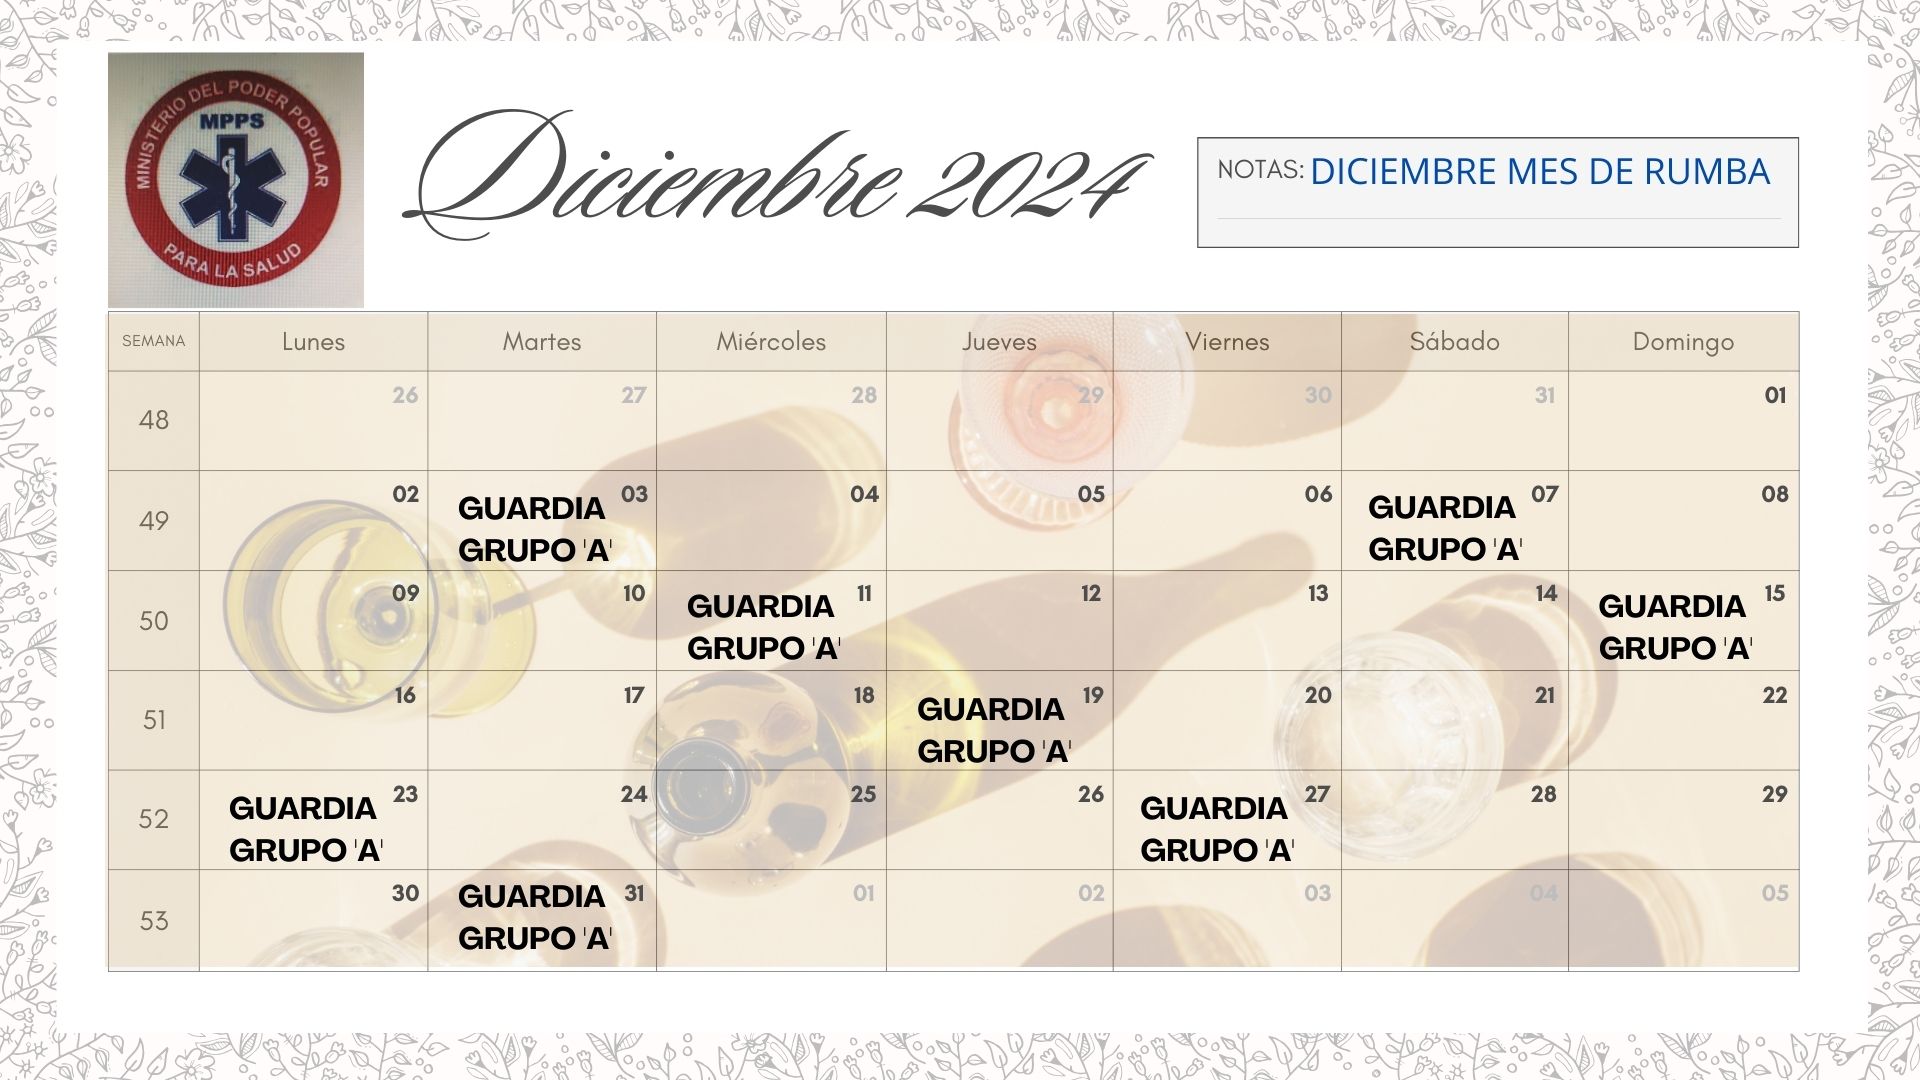 MINISTERIO DEL PODER POPULAR
MPPS
PARA LA SALUD
Diciembre 2024
NOTAS: DICIEMBRE MES DE RUMBA
SEMANA Lunes Martes Miércoles Jueves Viernes Sábado Domingo
48 26 27 28 29 30 31 01
49 02 GUARDIA 03 04 05 06 GUARDIA 07 08
GRUPO 'A' GRUPO 'A'
50 09 10 GUARDIA 11 12 13 14 GUARDIA 15
GRUPO 'A' GRUPO 'A'
51 16 17 18 GUARDIA 19 20 21 22
GRUPO 'A'
52 GUARDIA 23 24 25 26 GUARDIA 27 28 29
GRUPO 'A' GRUPO 'A'
53 30 GUARDIA 31 01 02 03 04 05
GRUPO 'A'